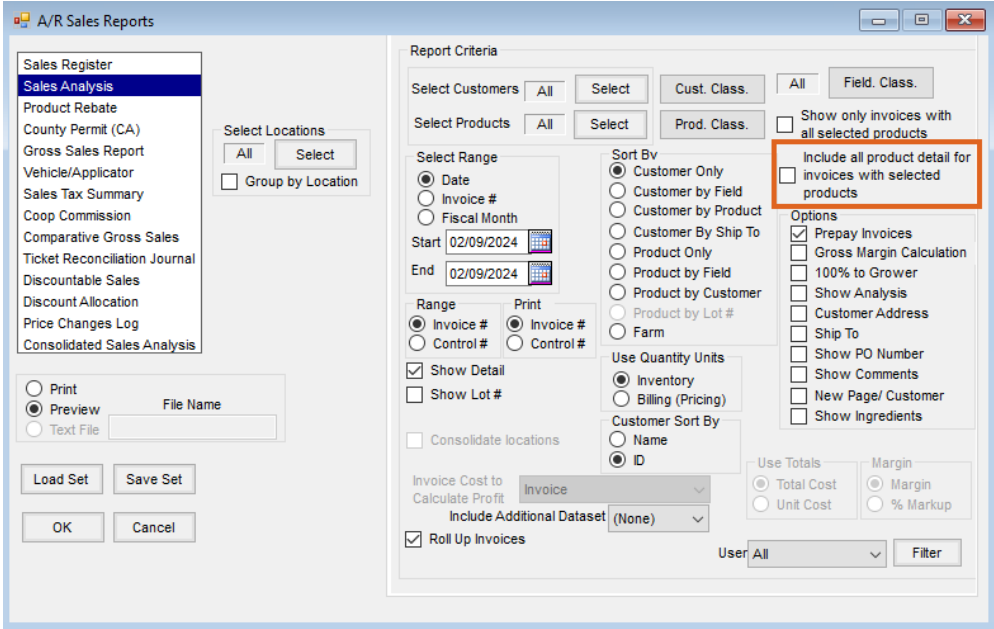 A/R Sales Reports
Sales Register
Sales Analysis
Product Rebate
County Permit (CA)
Gross Sales Report
Vehicle/Applicator
Sales Tax Summary
Coop Commission
Comparative Gross Sales
Ticket Reconciliation Journal
Discountable Sales
Discount Allocation
Price Changes Log
Consolidated Sales Analysis
Select Locations
All Select
Group by Location
Print
Preview
Text File
File Name
Load Set Save Set
OK Cancel
Report Criteria
Select Customers All Select Cust. Class. All Field. Class.
Select Products All Select Prod. Class.
Show only invoices with
all selected products
Include all product detail for
invoices with selected
products
Select Range
Date
Invoice #
Fiscal Month
Start 02/09/2024
End 02/09/2024
Range
Invoice #
Control #
Print
Invoice #
Control #
Show Detail
Show Lot #
Consolidate locations
Sort By
Customer Only
Customer by Field
Customer by Product
Customer By Ship To
Product Only
Product by Field
Product by Customer
Product by Lot #
Farm
Use Quantity Units
Inventory
Billing (Pricing)
Customer Sort By
Name
ID
Options
Prepay Invoices
Gross Margin Calculation
100% to Grower
Show Analysis
Customer Address
Ship To
Show PO Number
Show Comments
New Page/ Customer
Show Ingredients
Invoice Cost to
Calculate Profit
Invoice
Include Additional Dataset (None)
Roll Up Invoices
Use Totals
Total Cost
Unit Cost
Margin
Margin
% Markup
User All Filter